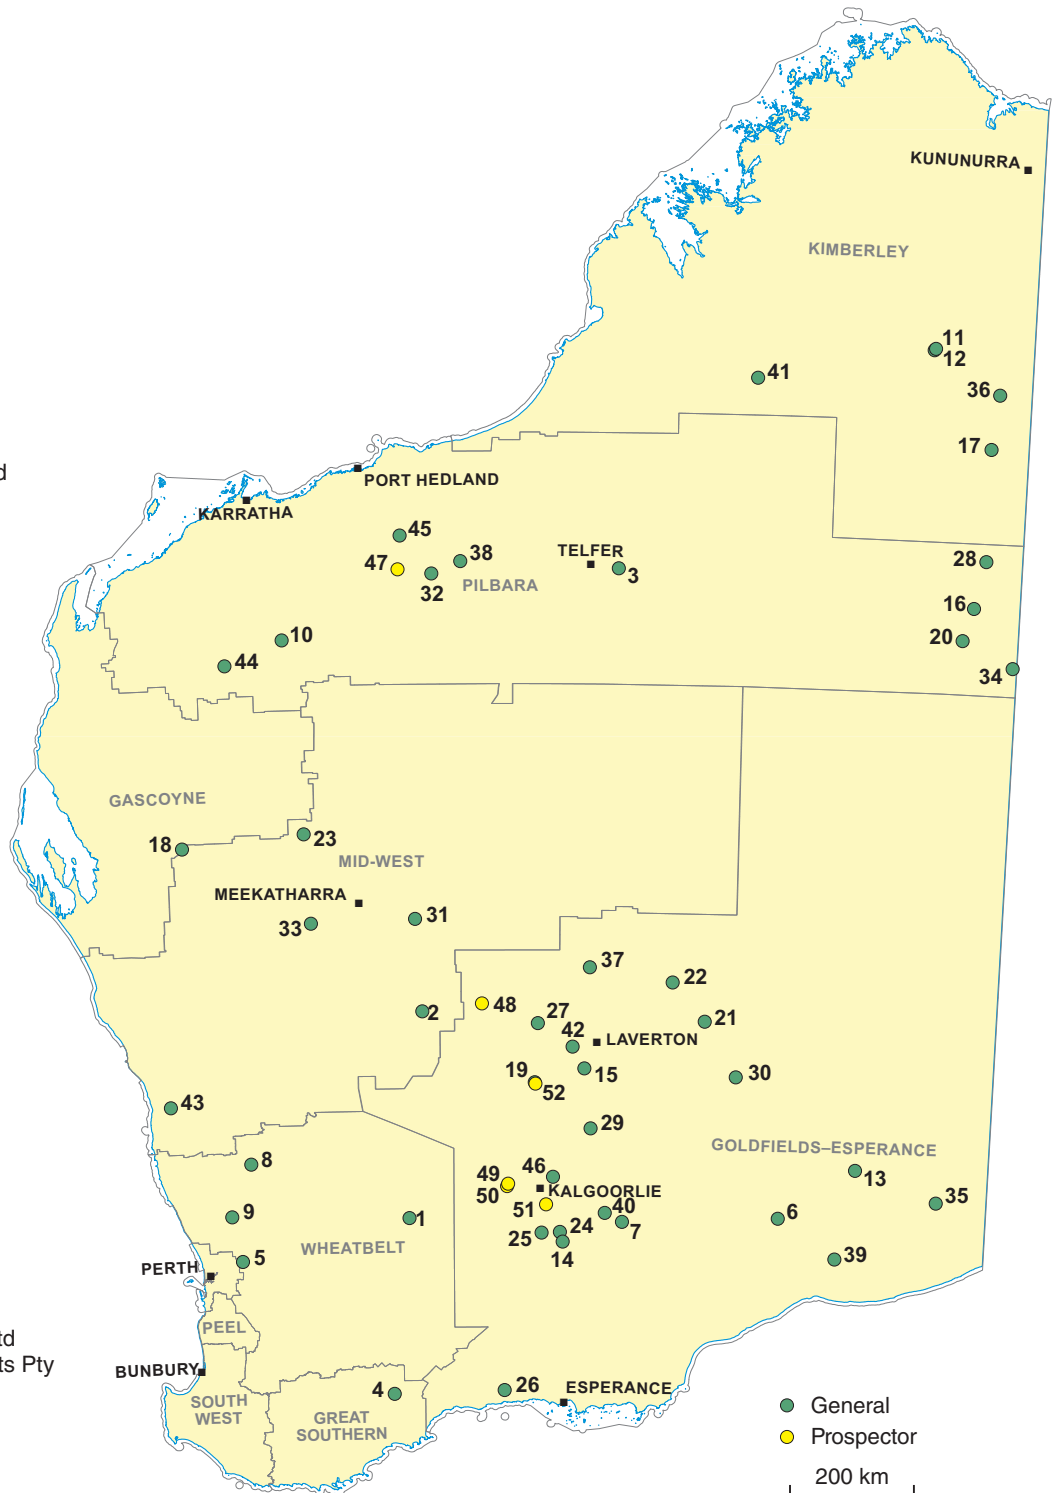 KUNUNURRA
KIMBERLEY
11
12
41
36
17
d
PORT HEDLAND
KARRATHA
45
47
38
32
PILBARA
TELFER
3
28
16
20
34
10
44
GASCOYNE
18
23
MID-WEST
MEEKATHARRA
33
31
37
22
48
2
27
21
42
LAVERTON
15
30
19
52
43
29
GOLDFIELDS–ESPERANCE
8
49
46
50
KALGOORLIE
13
51
40
35
9
1
24
7
6
25
14
WHEATBELT
5
39
PERTH
PEEL
td
ts Pty
BUNBURY
SOUTH
WEST
4
GREAT
SOUTHERN
26
ESPERANCE
General
Prospector
200 km